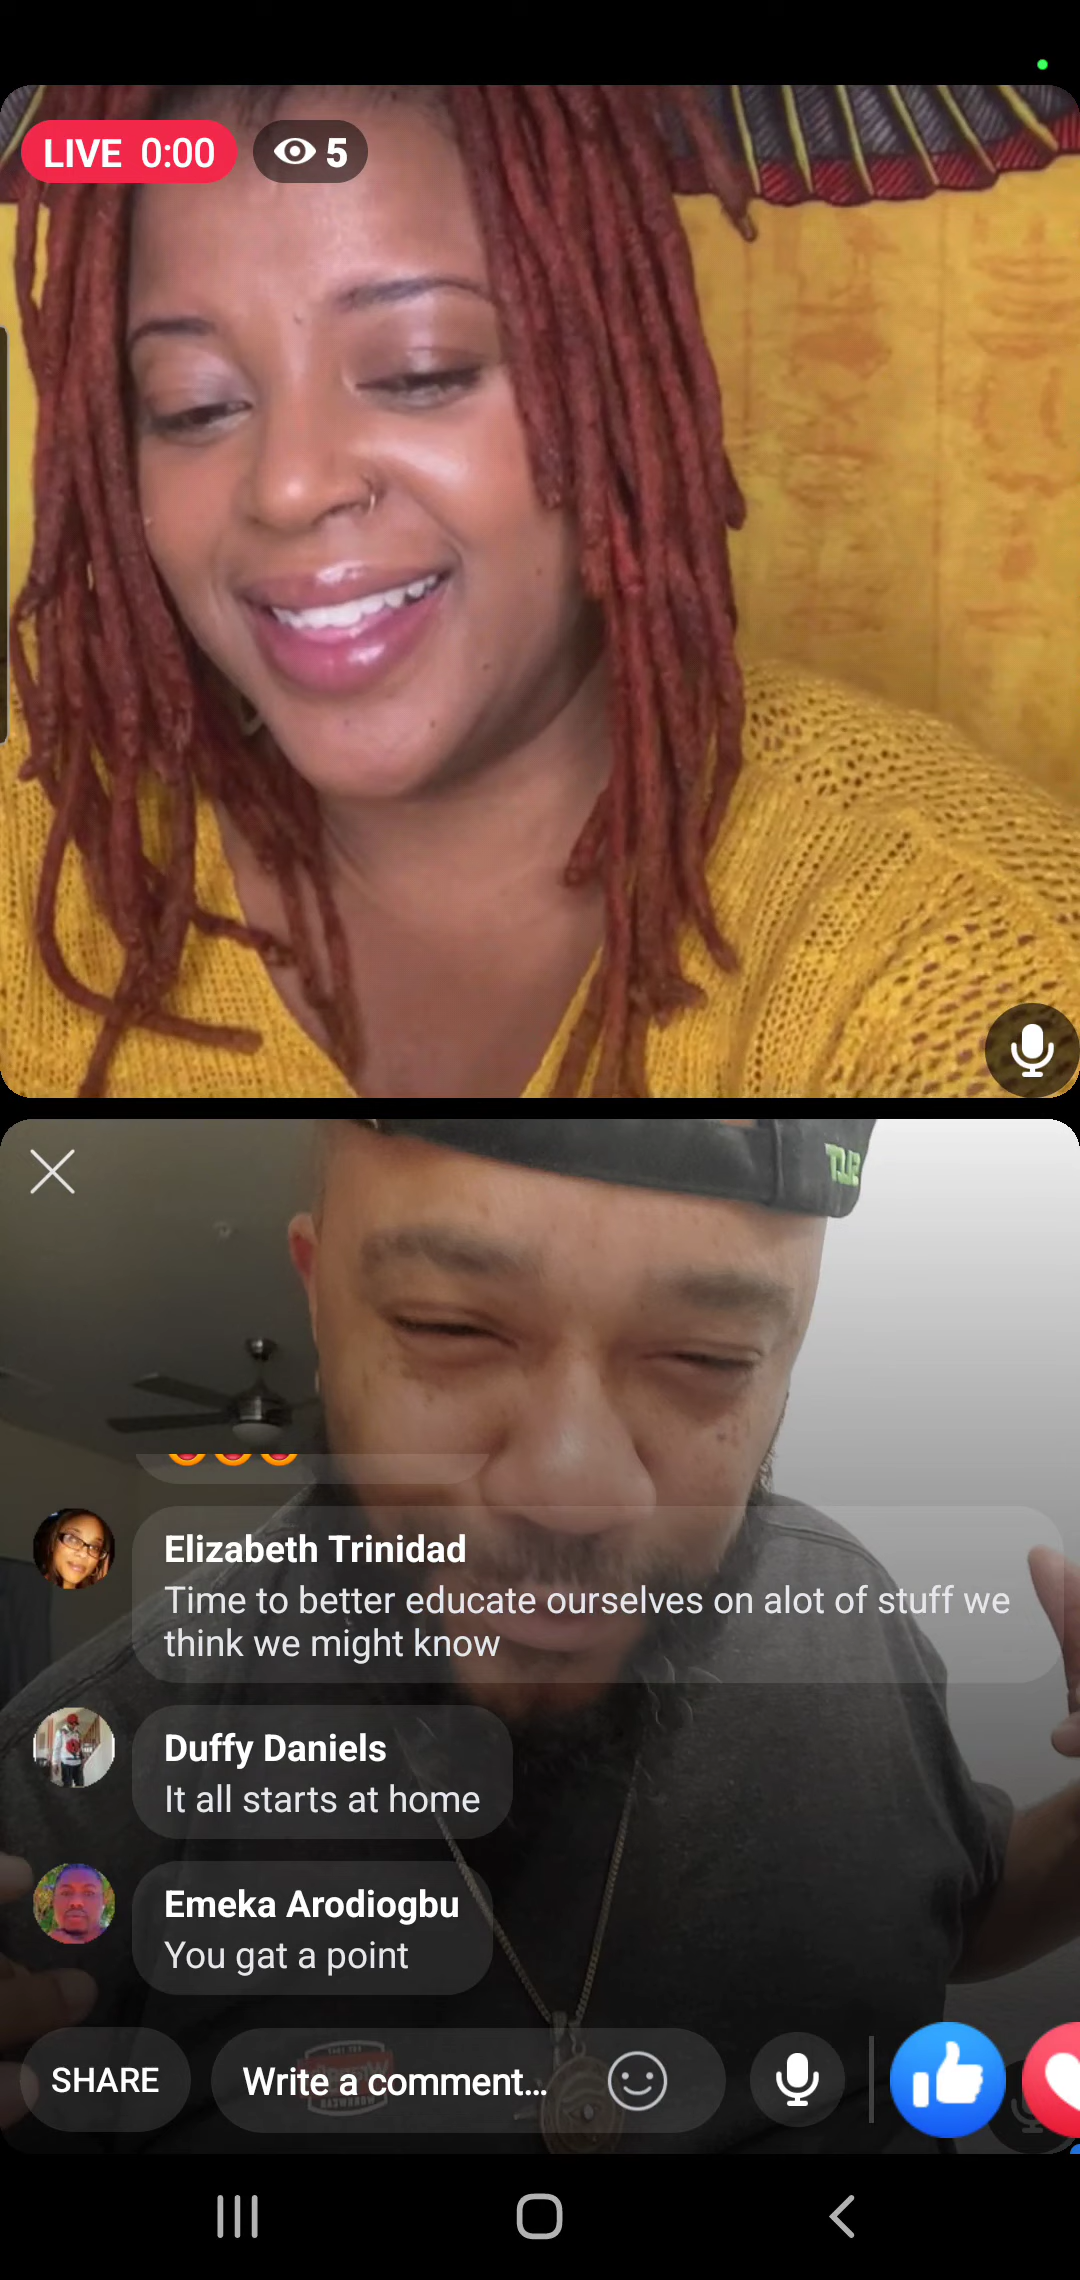 LIVE 0:00
5
Elizabeth Trinidad
Time to better educate ourselves on alot of stuff we
think we might know
Duffy Daniels
It all starts at home
Emeka Arodiogbu
You gat a point
SHARE
Write a comment...